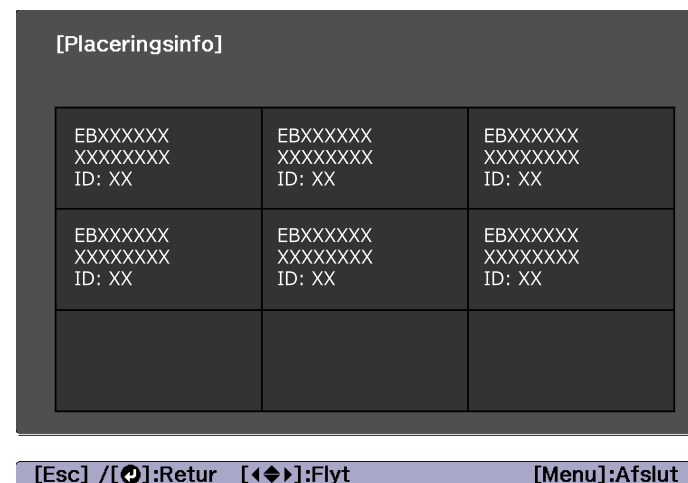 [Placeringsinfo]
EBXXXXXX EBXXXXXX EBXXXXXX
XXXXXXXX XXXXXXXX XXXXXXXX
ID: XX ID: XX ID: XX
EBXXXXXX EBXXXXXX EBXXXXXX
XXXXXXXX XXXXXXXX XXXXXXXX
ID: XX ID: XX ID: XX
[Esc] /[⏎]:Retur [◀◆▶]:Flyt [Menu]:Afslut